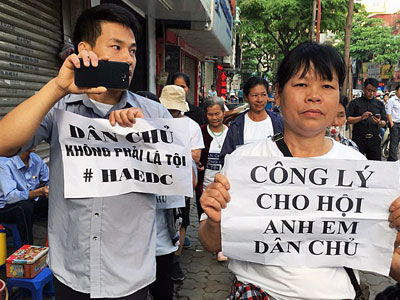 DÂN CHỦ
KHÔNG PHẢI LÀ TỘI
# HAEDC
CÔNG LÝ
CHO HỘI
ANH EM
DÂN CHỦ